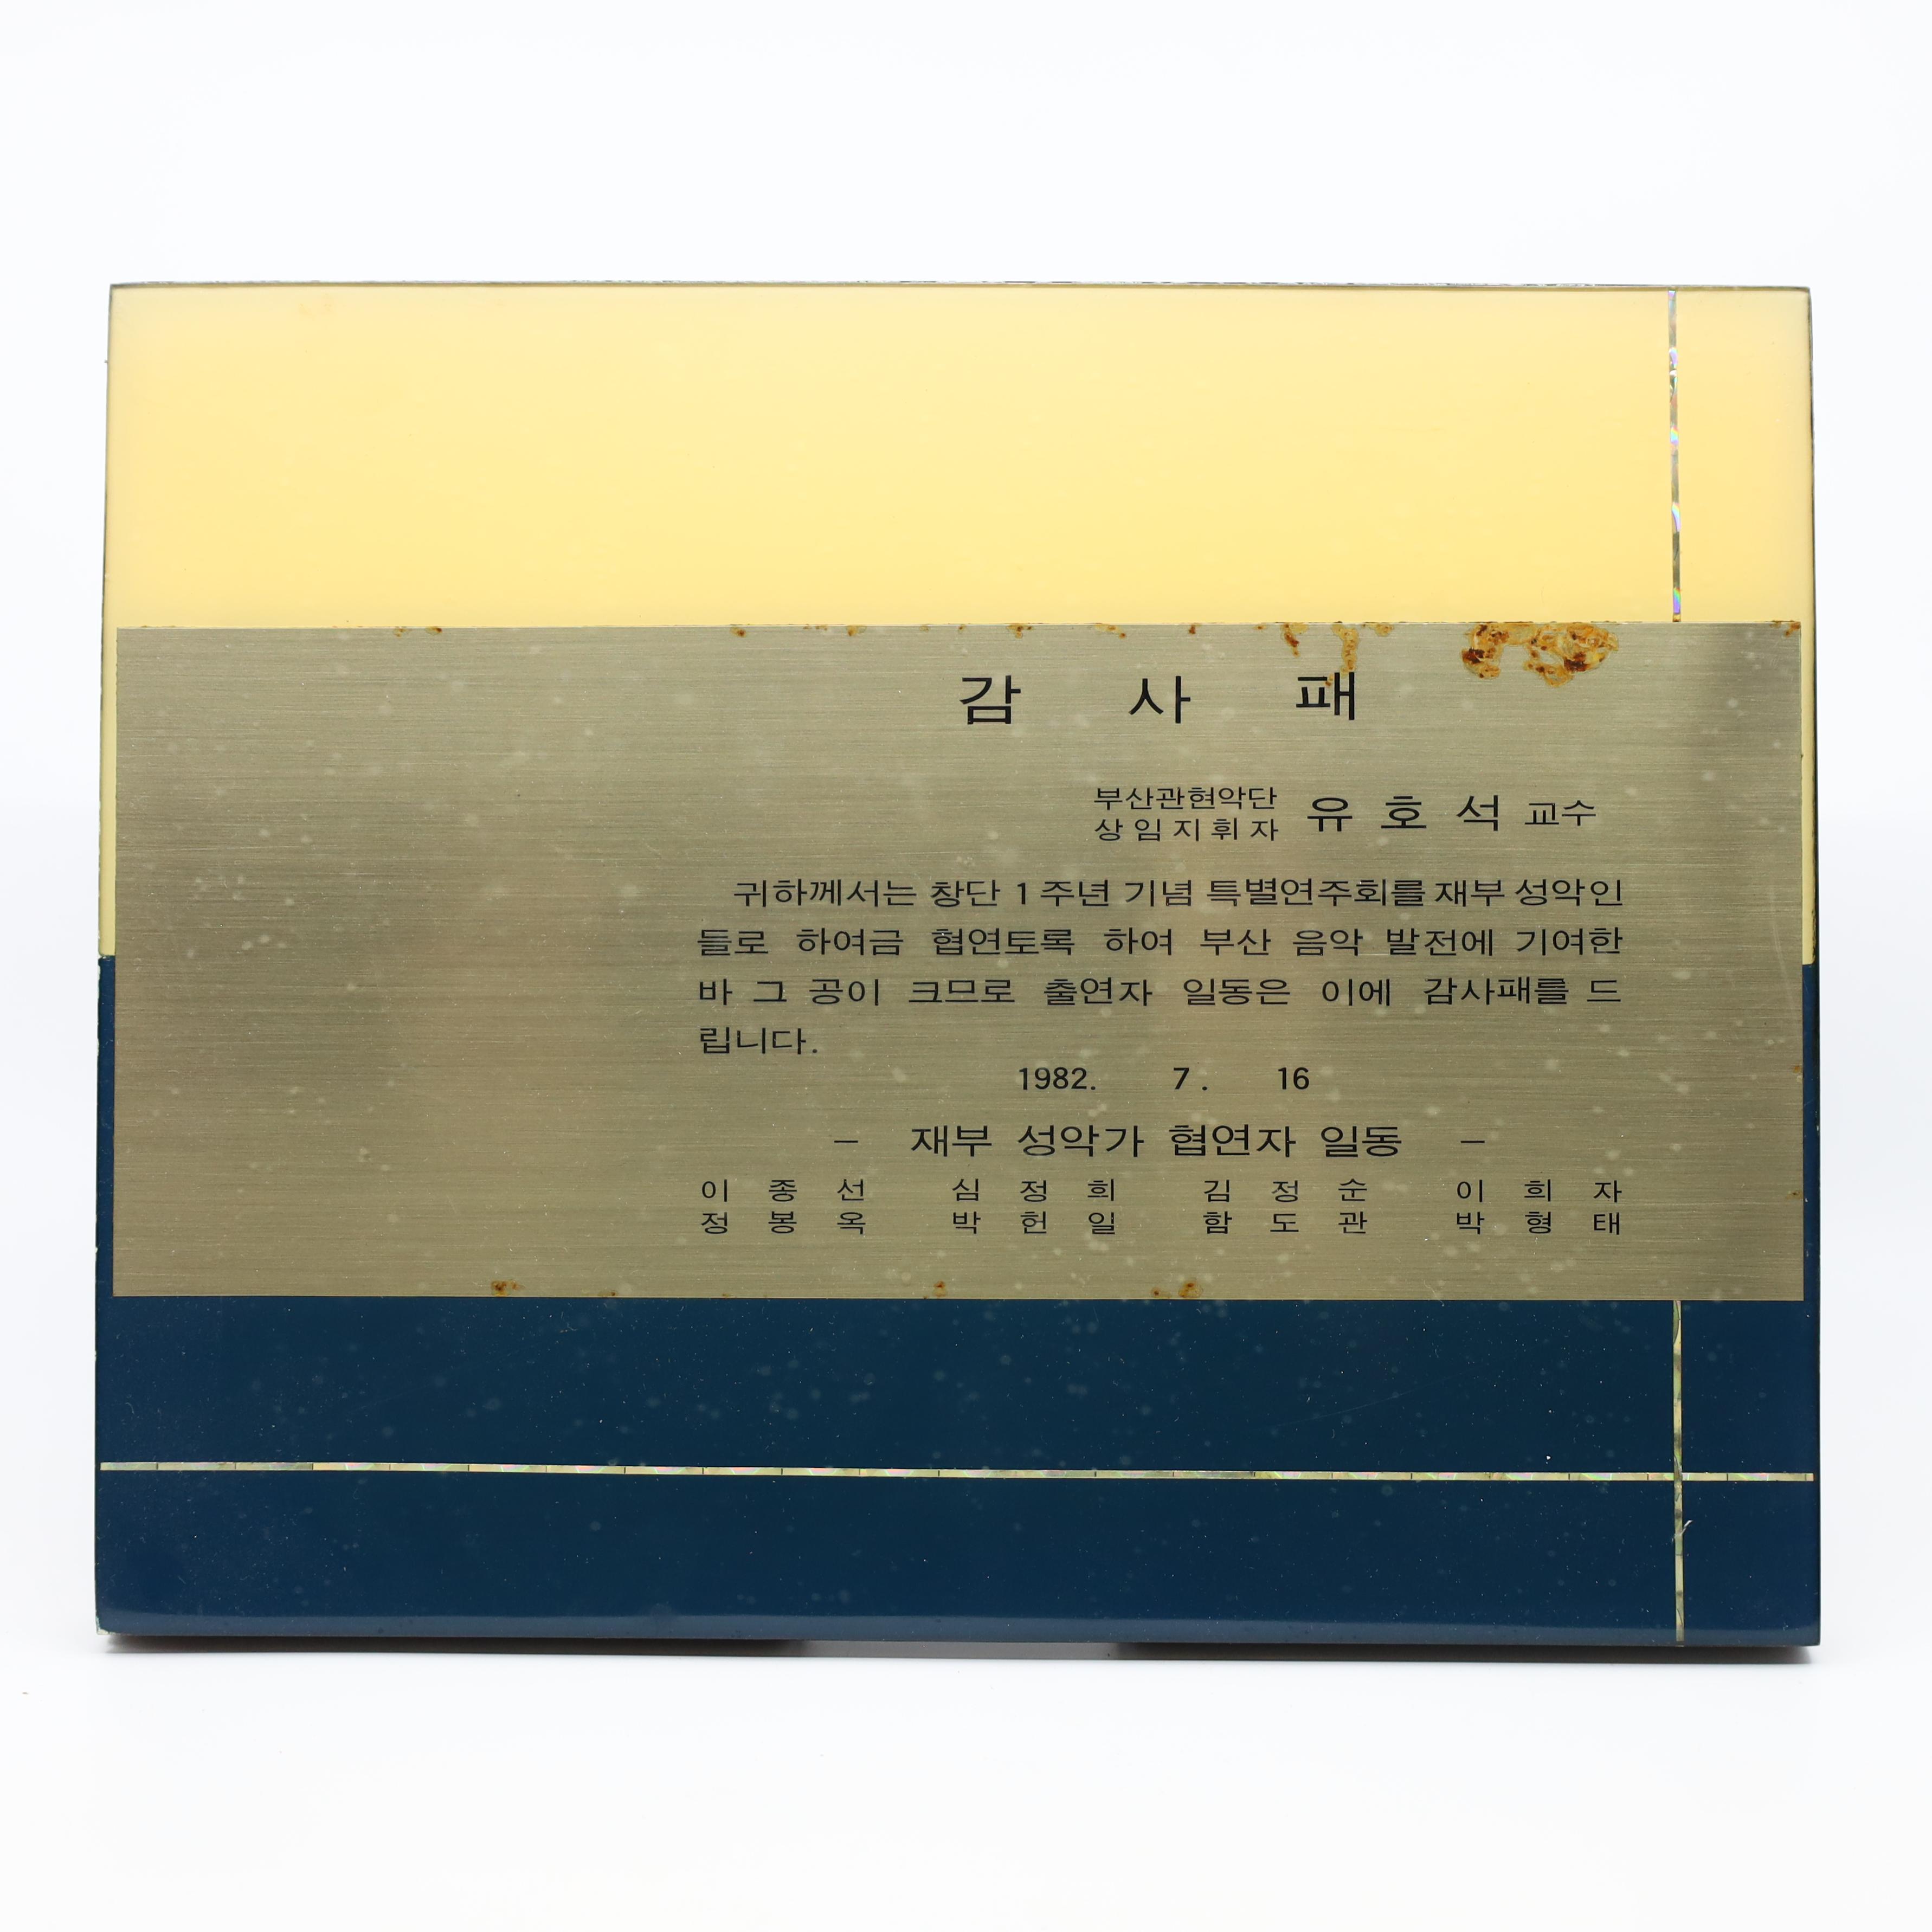 감 사 패
부산관현악단
상임지휘자 유호석 교수
귀하께서는 창단 1주년 기념 특별연주회를 재부 성악인
들로 하여금 협연토록 하여 부산 음악 발전에 기여한
바 그 공이 크므로 출연자 일동은 이에 감사패를 드
립니다.
1982. 7. 16
－ 재부 성악가 협연자 일동 －
이종선 심정희 김정순 이희자
정봉옥 박헌일 함도관 박형태